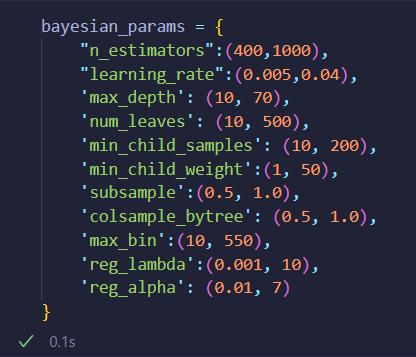 bayesian_params = {
"n_estimators":(400,1000),
"learning_rate":(0.005,0.04),
'max_depth': (10, 70),
'num_leaves': (10, 500),
'min_child_samples': (10, 200),
'min_child_weight':(1, 50),
'subsample':(0.5, 1.0),
'colsample_bytree': (0.5, 1.0),
'max_bin':(10, 550),
'reg_lambda':(0.001, 10),
'reg_alpha': (0.01, 7)
}
✓ 0.1s